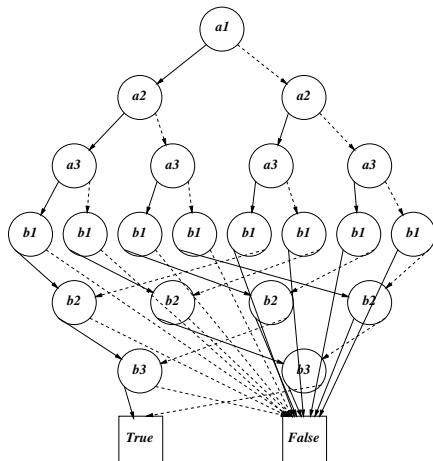 a1
a2 a2
a3 a3 a3 a3
b1 b1 b1 b1 b1 b1 b1 b1
b2 b2 b2 b2
b3 b3
True False